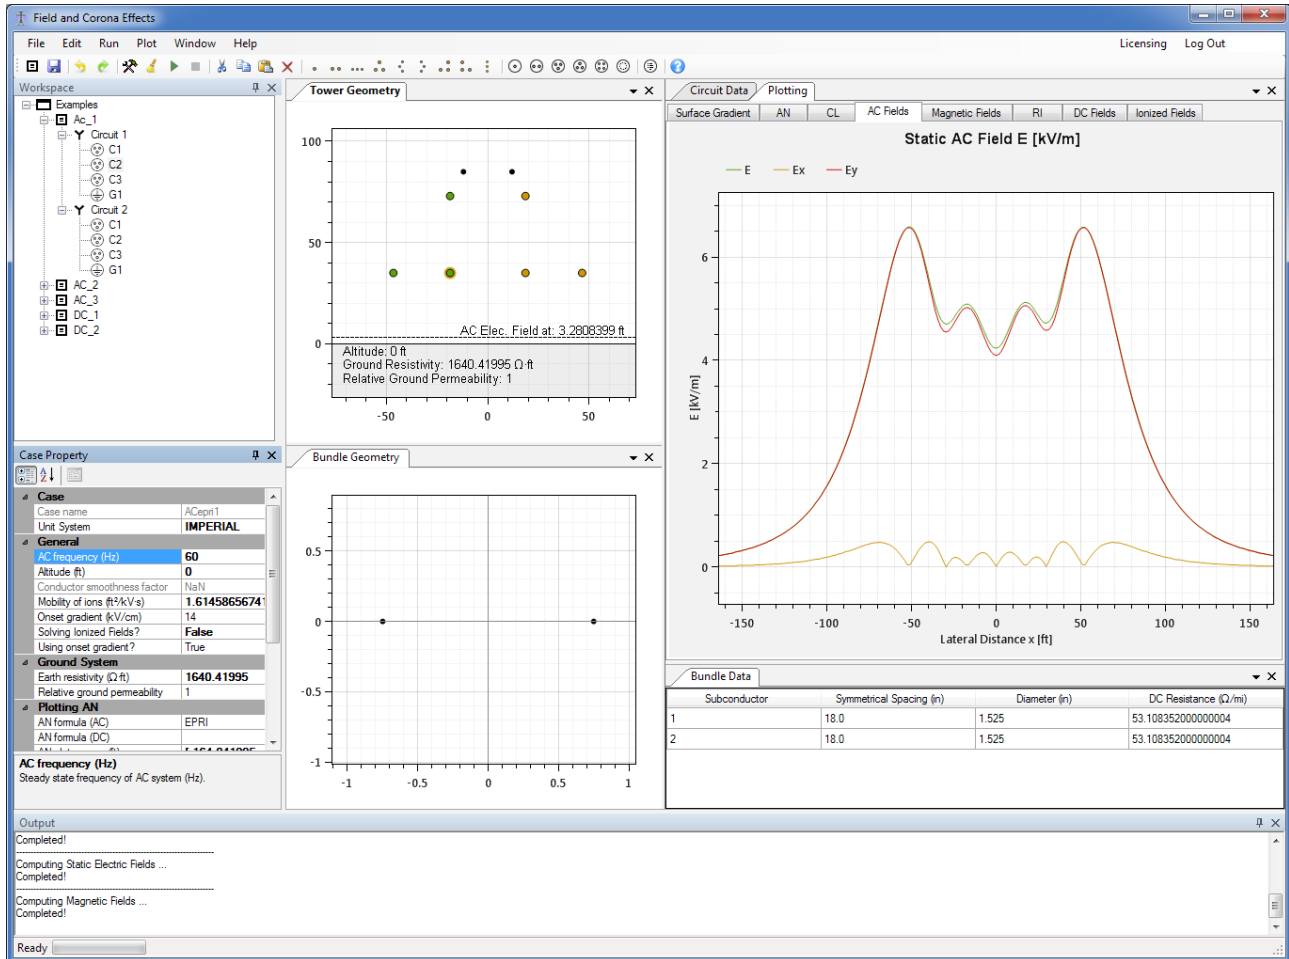 Field and Corona Effects
File Edit Run Plot Window Help Licensing Log Out
Workspace
Examples
Ac_1
Circuit 1
C1
C2
C3
G1
Circuit 2
C1
C2
C3
G1
AC_2
AC_3
DC_1
DC_2
Case Property
Case
Case name ACepri1
Unit System IMPERIAL
General
AC frequency (Hz) 60
Altitude (ft) 0
Conductor smoothness factor NaN
Mobility of ions (ft²/kV·s) 1.6145865674
Onset gradient (kV/cm) 14
Solving Ionized Fields? False
Using onset gradient? True
Ground System
Earth resistivity (Ω·ft) 1640.41995
Relative ground permeability 1
Plotting AN
AN formula (AC) EPRI
AN formula (DC)
AC frequency (Hz)
Steady state frequency of AC system (Hz).
Tower Geometry
100
50
0
AC Elec. Field at: 3.2808399 ft
Altitude: 0 ft
Ground Resistivity: 1640.41995 Ω·ft
Relative Ground Permeability: 1
-50 0 50
Bundle Geometry
0.5
0
-0.5
-1
-1 -0.5 0 0.5 1
Circuit Data Plotting
Surface Gradient AN CL AC Fields Magnetic Fields RI DC Fields Ionized Fields
Static AC Field E [kV/m]
E Ex Ey
E [kV/m]
6
4
2
0
-150 -100 -50 0 50 100 150
Lateral Distance x [ft]
Bundle Data
Subconductor Symmetrical Spacing (in) Diameter (in) DC Resistance (Ω/mi)
1 18.0 1.525 53.108352000000004
2 18.0 1.525 53.108352000000004
Output
Completed!
Computing Static Electric Fields ...
Completed!
Computing Magnetic Fields ...
Completed!
Ready